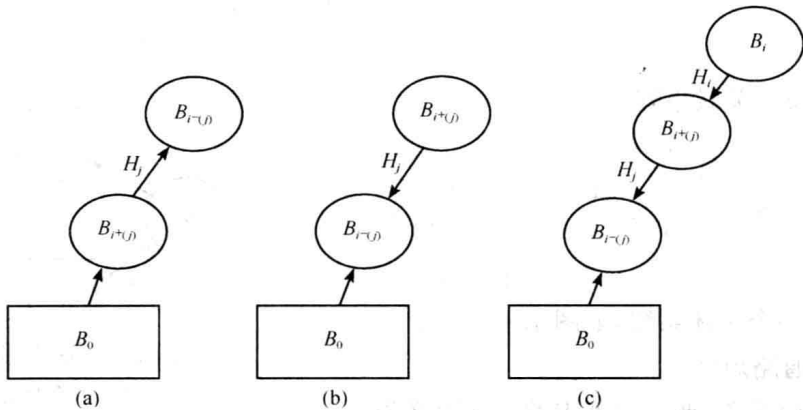 B_i
H_i
B_{i^-(j)} B_{i^+(j)} B_{i^+(j)}
H_j H_j H_j
B_{i^+(j)} B_{i^-(j)} B_{i^-(j)}
B_0 B_0 B_0
(a) (b) (c)